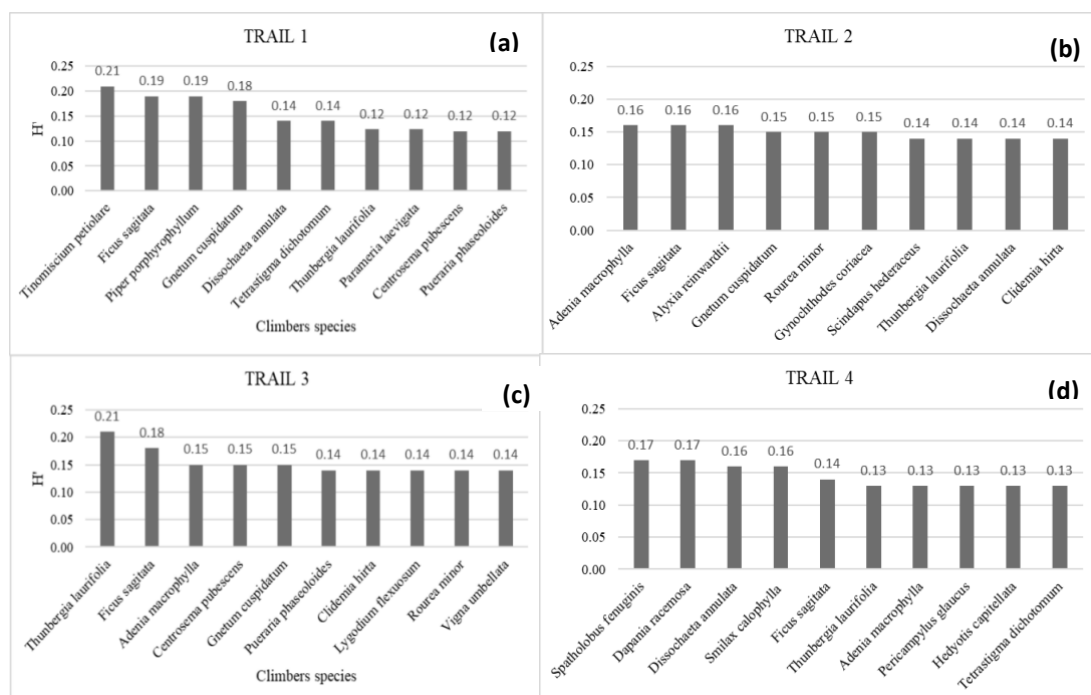 TRAIL 1
(a)
H'
0.25
0.20
0.15
0.10
0.05
0.00
0.21
0.19
0.19
0.18
0.14
0.14
0.12
0.12
0.12
0.12
Tinomiscium petiolare
Ficus sagitata
Piper porphyrophyllum
Gnetum cuspidatum
Dissochaeta annulata
Tetrastigma dichotomum
Thunbergia laurifolia
Parameria laevigata
Centrosema pubescens
Pueraria phaseoloides
Climbers species
TRAIL 2
(b)
0.25
0.20
0.15
0.10
0.05
0.00
0.16
0.16
0.16
0.15
0.15
0.15
0.14
0.14
0.14
0.14
Adenia macrophylla
Ficus sagitata
Alyxia reinwardtii
Gnetum cuspidatum
Rourea minor
Gynochthodes coriacea
Scindapus hederaceus
Thunbergia laurifolia
Dissochaeta annulata
Clidemia hirta
TRAIL 3
(c)
H'
0.25
0.20
0.15
0.10
0.05
0.00
0.21
0.18
0.15
0.15
0.15
0.14
0.14
0.14
0.14
0.14
Thunbergia laurifolia
Ficus sagitata
Adenia macrophylla
Centrosema pubescens
Gnetum cuspidatum
Pueraria phaseoloides
Clidemia hirta
Lygodium flexuosum
Rourea minor
Vigna umbellata
Climbers species
TRAIL 4
(d)
0.25
0.20
0.15
0.10
0.05
0.00
0.17
0.17
0.16
0.16
0.14
0.13
0.13
0.13
0.13
0.13
Spatholobus fenuginis
Dapania racemosa
Dissochaeta annulata
Smilax calophylla
Ficus sagitata
Thunbergia laurifolia
Adenia macrophylla
Pericampylus glaucus
Hedyotis capitellata
Tetrastigma dichotomum